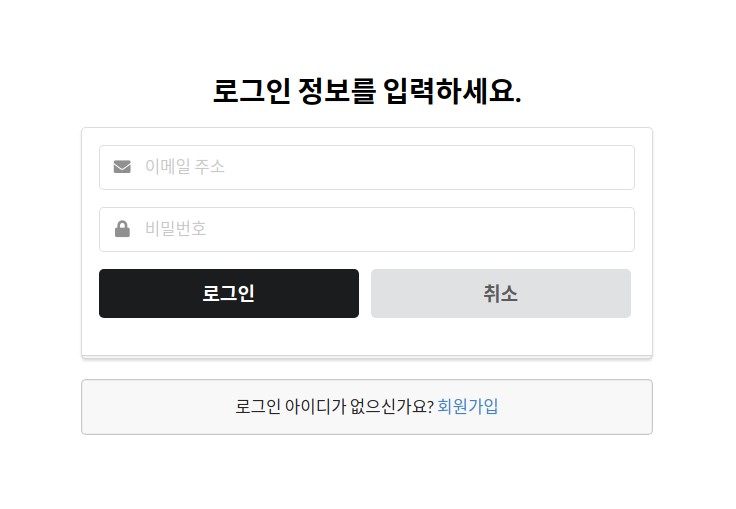 로그인 정보를 입력하세요.
이메일 주소
비밀번호
로그인
취소
로그인 아이디가 없으신가요? 회원가입